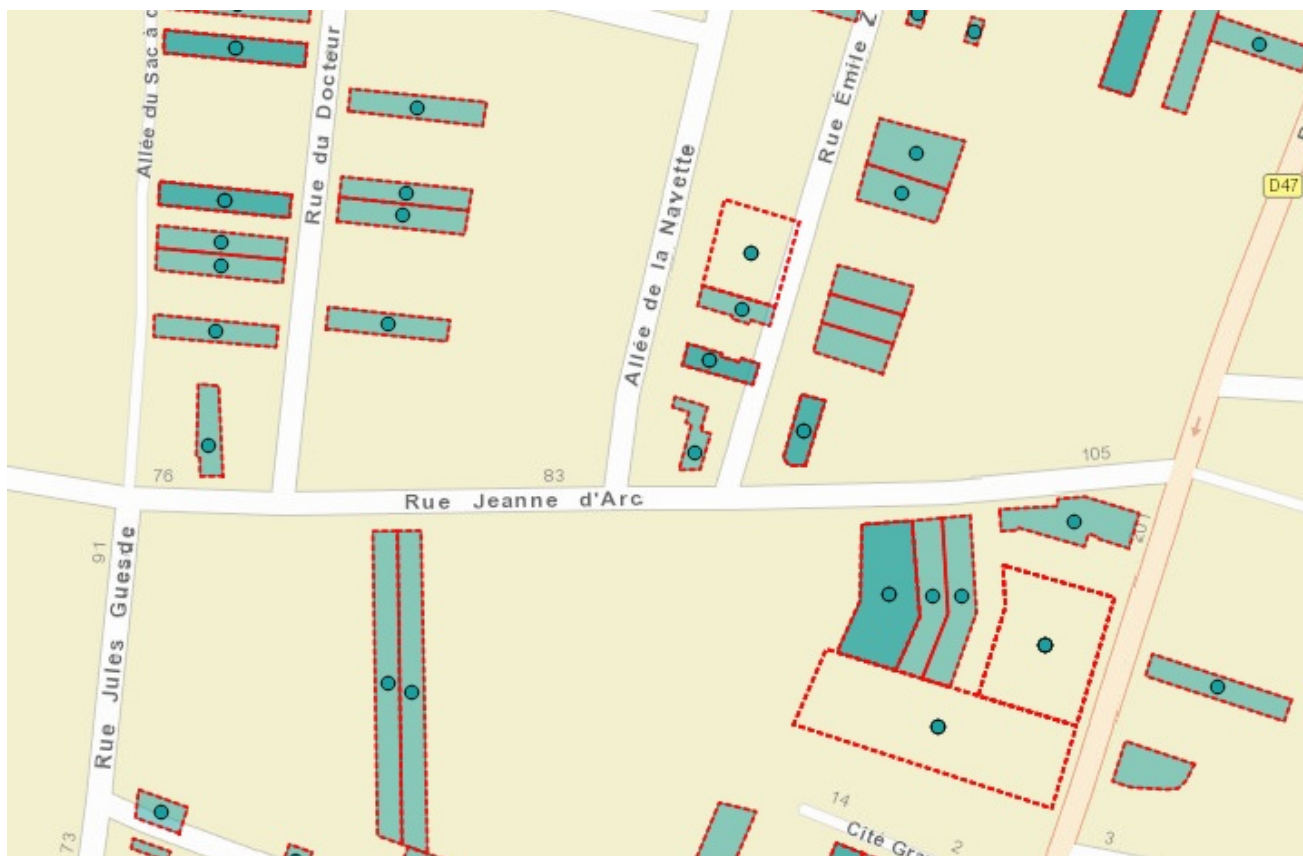 Allée du Sac à
Rue du Docteur
Allée de la Navette
Rue Émile Z
D47
76
83
105
Rue Jeanne d'Arc
91
Rue Jules Guesde
73
14
Cité Gra
2
3